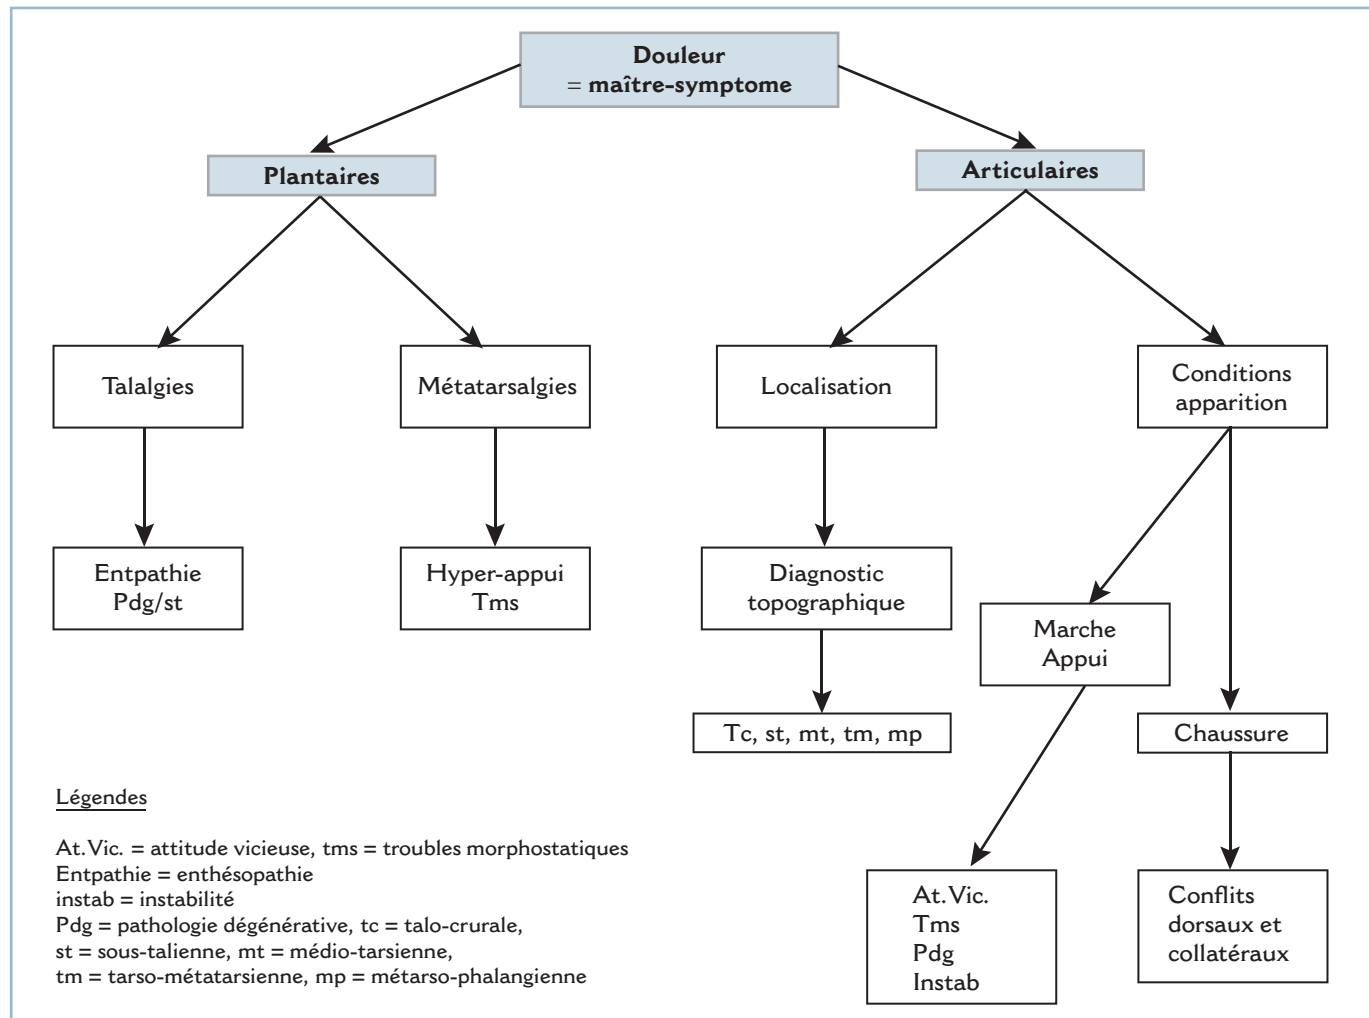 Douleur
= maître-symptome
Plantaires
Articulaires
Talalgies
Métatarsalgies
Localisation
Conditions
apparition
Entpathie
Pdg/st
Hyper-appui
Tms
Diagnostic
topographique
Marche
Appui
Tc, st, mt, tm, mp
Chaussure
At.Vic.
Tms
Pdg
Instab
Conflits
dorsaux et
collatéraux
Légendes
At.Vic. = attitude vicieuse, tms = troubles morphostatiques
Entpathie = enthésopathie
instab = instabilité
Pdg = pathologie dégénérative, tc = talo-crurale,
st = sous-talienne, mt = médio-tarsienne,
tm = tarso-métatarsienne, mp = métarso-phalangienne